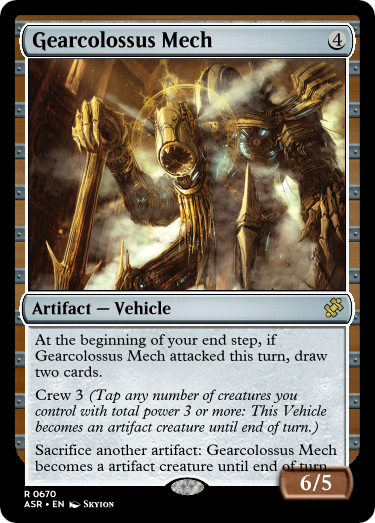 Gearcolossus Mech 4
Artifact — Vehicle
At the beginning of your end step, if
Gearcolossus Mech attacked this turn, draw
two cards.
Crew 3 (Tap any number of creatures you
control with total power 3 or more: This Vehicle
becomes an artifact creature until end of turn.)
Sacrifice another artifact: Gearcolossus Mech
becomes a artifact creature until end of turn.
6/5
R 0670
ASR • EN Skyion